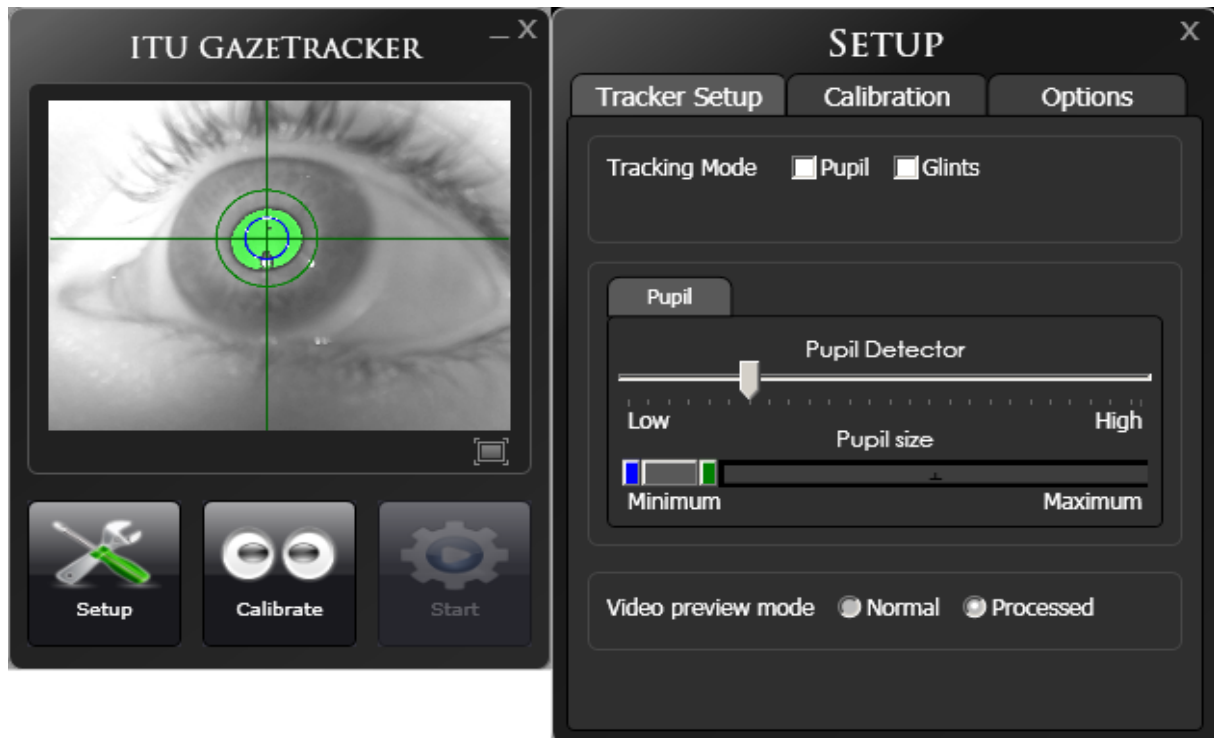 ITU GAZETRACKER
_ X
Setup
Calibrate
Start
SETUP
X
Tracker Setup
Calibration
Options
Tracking Mode Pupil Glints
Pupil
Pupil Detector
Low High
Pupil size
Minimum Maximum
Video preview mode Normal Processed